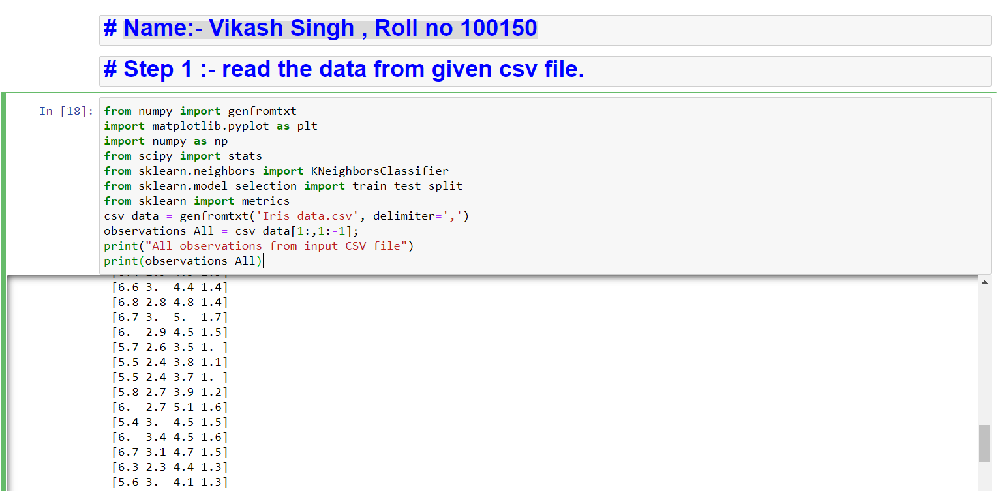 # Name:- Vikash Singh , Roll no 100150
# Step 1 :- read the data from given csv file.
In [18]:
from numpy import genfromtxt
import matplotlib.pyplot as plt
import numpy as np
from scipy import stats
from sklearn.neighbors import KNeighborsClassifier
from sklearn.model_selection import train_test_split
from sklearn import metrics
csv_data = genfromtxt('Iris data.csv', delimiter=',')
observations_All = csv_data[1:,1:-1];
print("All observations from input CSV file")
print(observations_All)
[6.6 3.  4.4 1.4]
[6.8 2.8 4.8 1.4]
[6.7 3.  5.  1.7]
[6.  2.9 4.5 1.5]
[5.7 2.6 3.5 1. ]
[5.5 2.4 3.8 1.1]
[5.5 2.4 3.7 1. ]
[5.8 2.7 3.9 1.2]
[6.  2.7 5.1 1.6]
[5.4 3.  4.5 1.5]
[6.  3.4 4.5 1.6]
[6.7 3.1 4.7 1.5]
[6.3 2.3 4.4 1.3]
[5.6 3.  4.1 1.3]